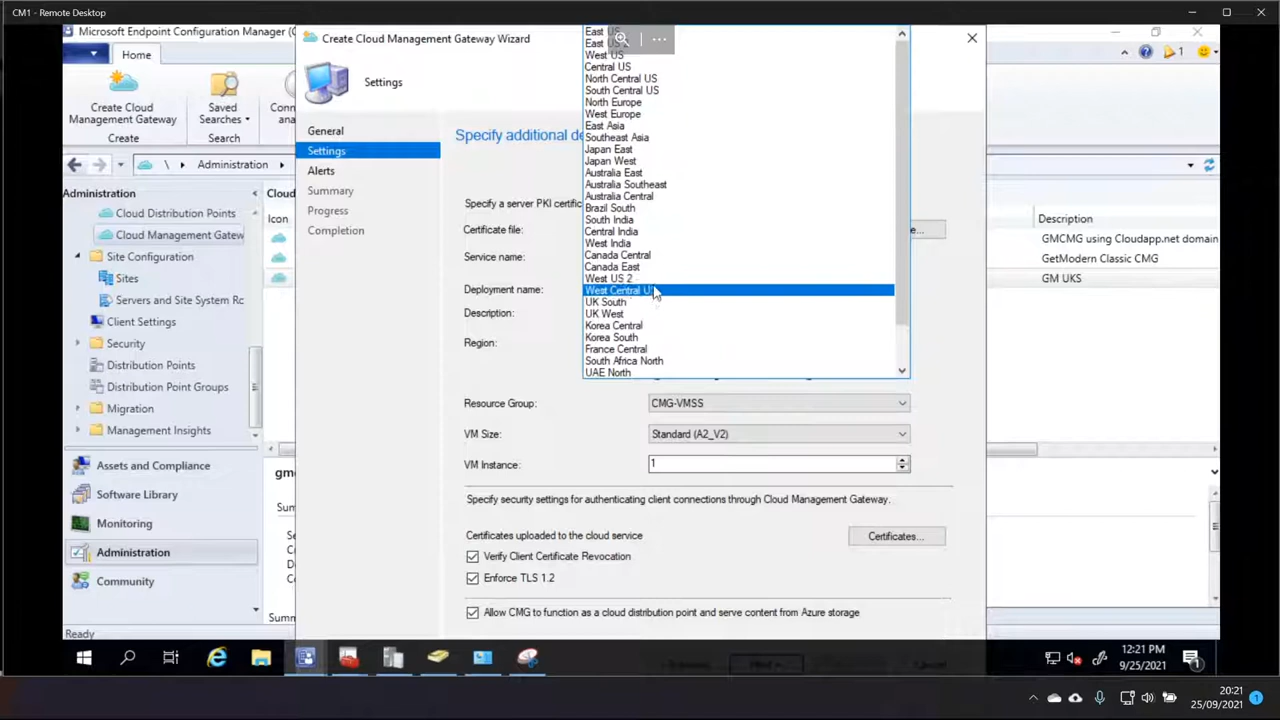 CM1 - Remote Desktop
Microsoft Endpoint Configuration Manager (
Home
1
Create Cloud
Management Gateway
Saved
Searches
Create
Search
\ Administration
Administration
Cloud Distribution Points
Cloud Management Gatew
Site Configuration
Sites
Servers and Site System Ro
Client Settings
Security
Distribution Points
Distribution Point Groups
Migration
Management Insights
Assets and Compliance
Software Library
Monitoring
Administration
Community
Ready
Icon
Create Cloud Management Gateway Wizard
Settings
General
Settings
Alerts
Summary
Progress
Completion
Specify additional de
Specify a server PKI certific
Certificate file:
Service name:
Deployment name:
Description:
Region:
East US
East US 2
West US
Central US
North Central US
South Central US
North Europe
West Europe
East Asia
Southeast Asia
Japan East
Japan West
Australia East
Australia Southeast
Australia Central
Brazil South
South India
Central India
West India
Canada Central
Canada East
West US 2
West Central US
UK South
UK West
Korea Central
Korea South
France Central
South Africa North
UAE North
Resource Group:
CMG-VMSS
VM Size:
Standard (A2_V2)
VM Instance:
1
Specify security settings for authenticating client connections through Cloud Management Gateway.
Certificates uploaded to the cloud service
Certificates...
Verify Client Certificate Revocation
Enforce TLS 1.2
Allow CMG to function as a cloud distribution point and serve content from Azure storage
Description
GMCMG using Cloudapp.net domain
GetModern Classic CMG
GM UKS
12:21 PM
9/25/2021
1
20:21
25/09/2021
1